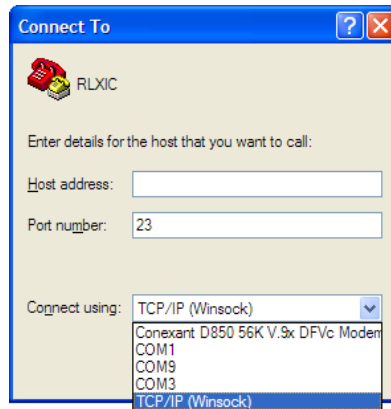 Connect To
RLXIC
Enter details for the host that you want to call:
Host address:
Port number: 23
Connect using: TCP/IP (Winsock)
Conexant D850 56K V.9x DFVc Modem
COM1
COM9
COM3
TCP/IP (Winsock)